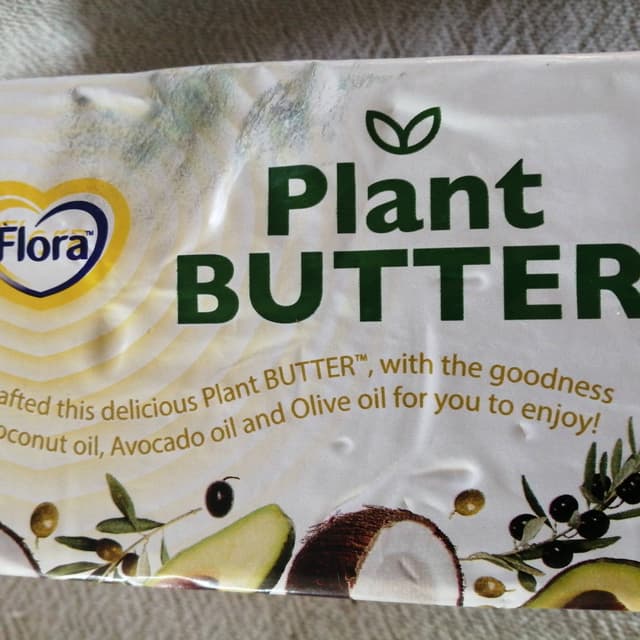 Plant
Flora™
BUTTER
afted this delicious Plant BUTTER™, with the goodness
oconut oil, Avocado oil and Olive oil for you to enjoy!